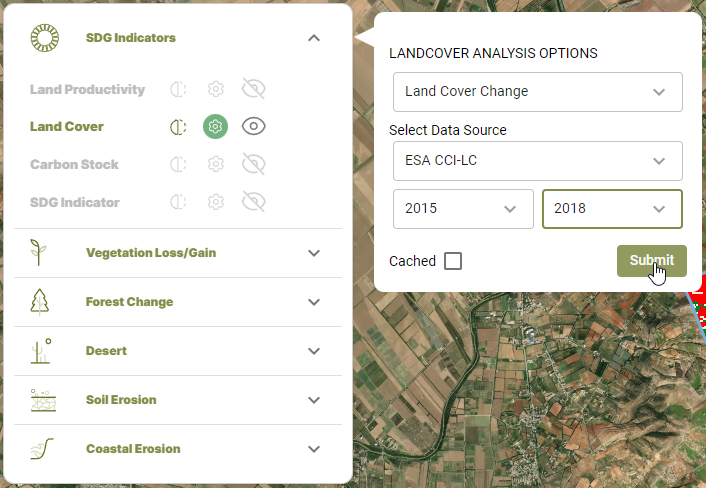 SDG Indicators
Land Productivity
Land Cover
Carbon Stock
SDG Indicator
Vegetation Loss/Gain
Forest Change
Desert
Soil Erosion
Coastal Erosion
LANDCOVER ANALYSIS OPTIONS
Land Cover Change
Select Data Source
ESA CCI-LC
2015 2018
Cached Submit